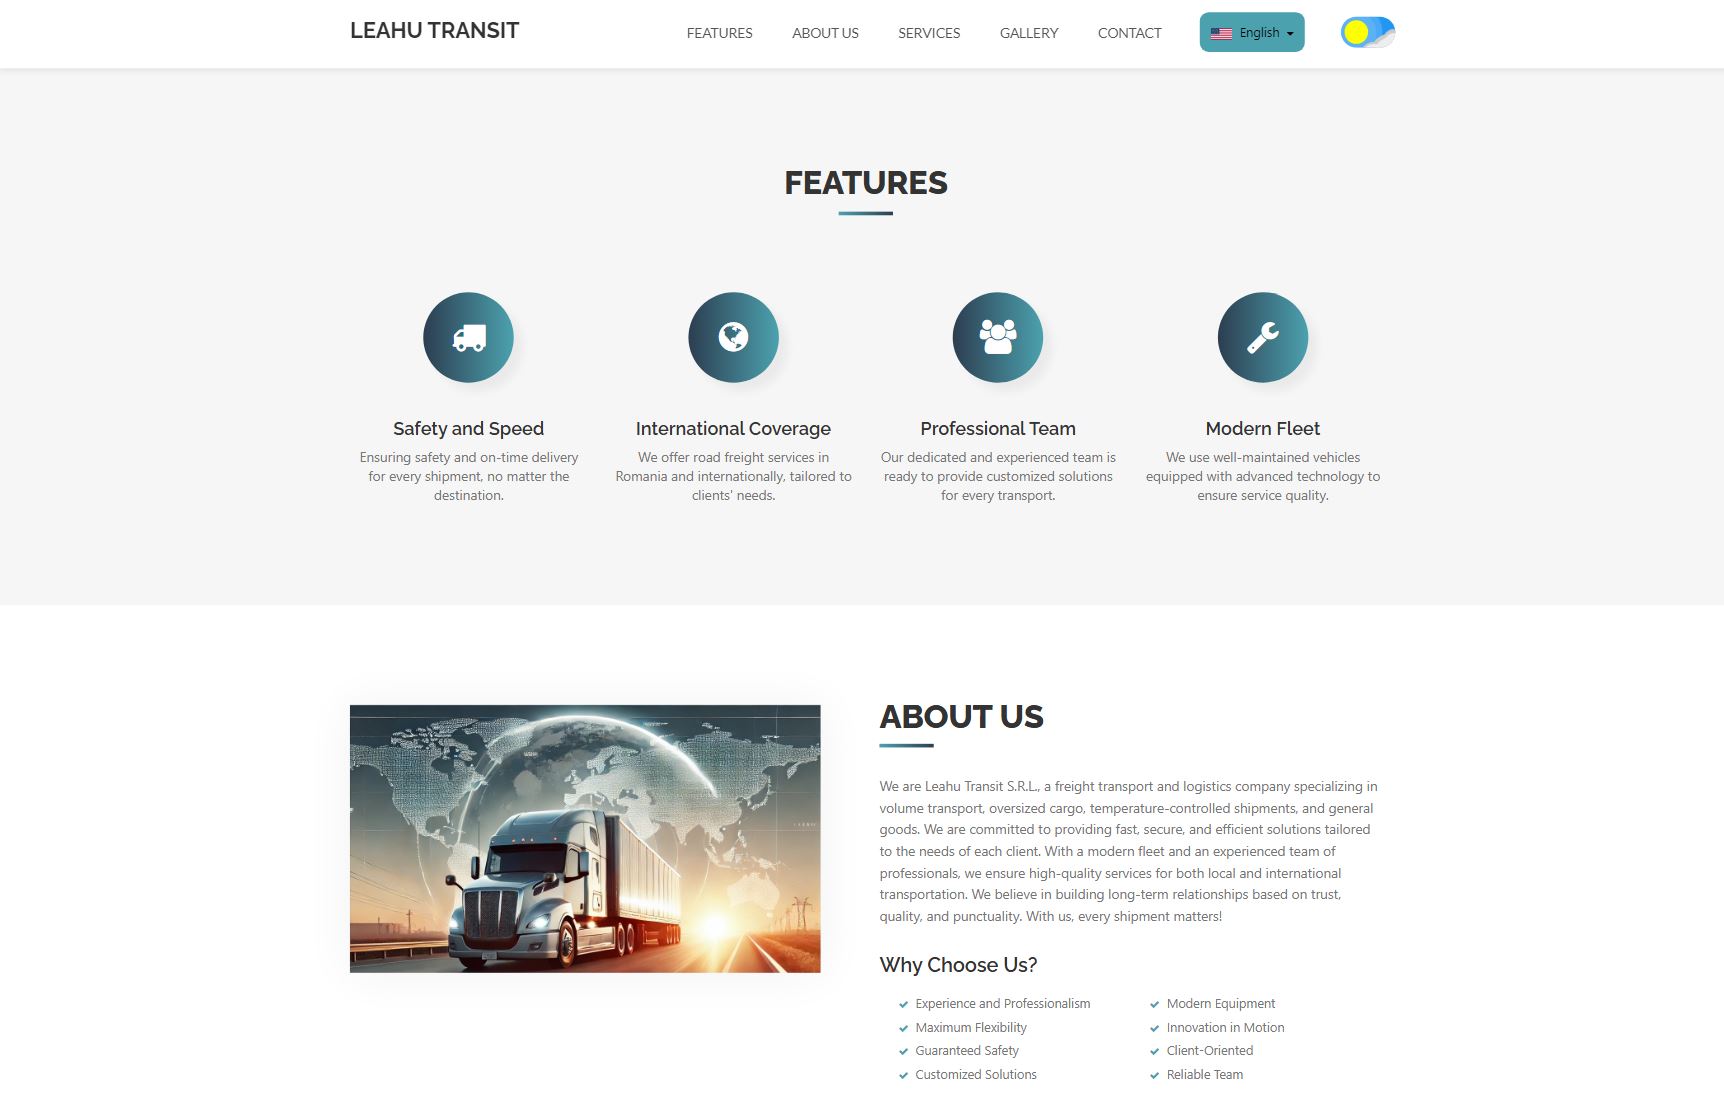 LEAHU TRANSIT
FEATURES
ABOUT US
SERVICES
GALLERY
CONTACT
English
FEATURES
Safety and Speed
Ensuring safety and on-time delivery
for every shipment, no matter the
destination.
International Coverage
We offer road freight services in
Romania and internationally, tailored to
clients' needs.
Professional Team
Our dedicated and experienced team is
ready to provide customized solutions
for every transport.
Modern Fleet
We use well-maintained vehicles
equipped with advanced technology to
ensure service quality.
ABOUT US
We are Leahu Transit S.R.L., a freight transport and logistics company specializing in
volume transport, oversized cargo, temperature-controlled shipments, and general
goods. We are committed to providing fast, secure, and efficient solutions tailored
to the needs of each client. With a modern fleet and an experienced team of
professionals, we ensure high-quality services for both local and international
transportation. We believe in building long-term relationships based on trust,
quality, and punctuality. With us, every shipment matters!
Why Choose Us?
Experience and Professionalism
Maximum Flexibility
Guaranteed Safety
Customized Solutions
Modern Equipment
Innovation in Motion
Client-Oriented
Reliable Team